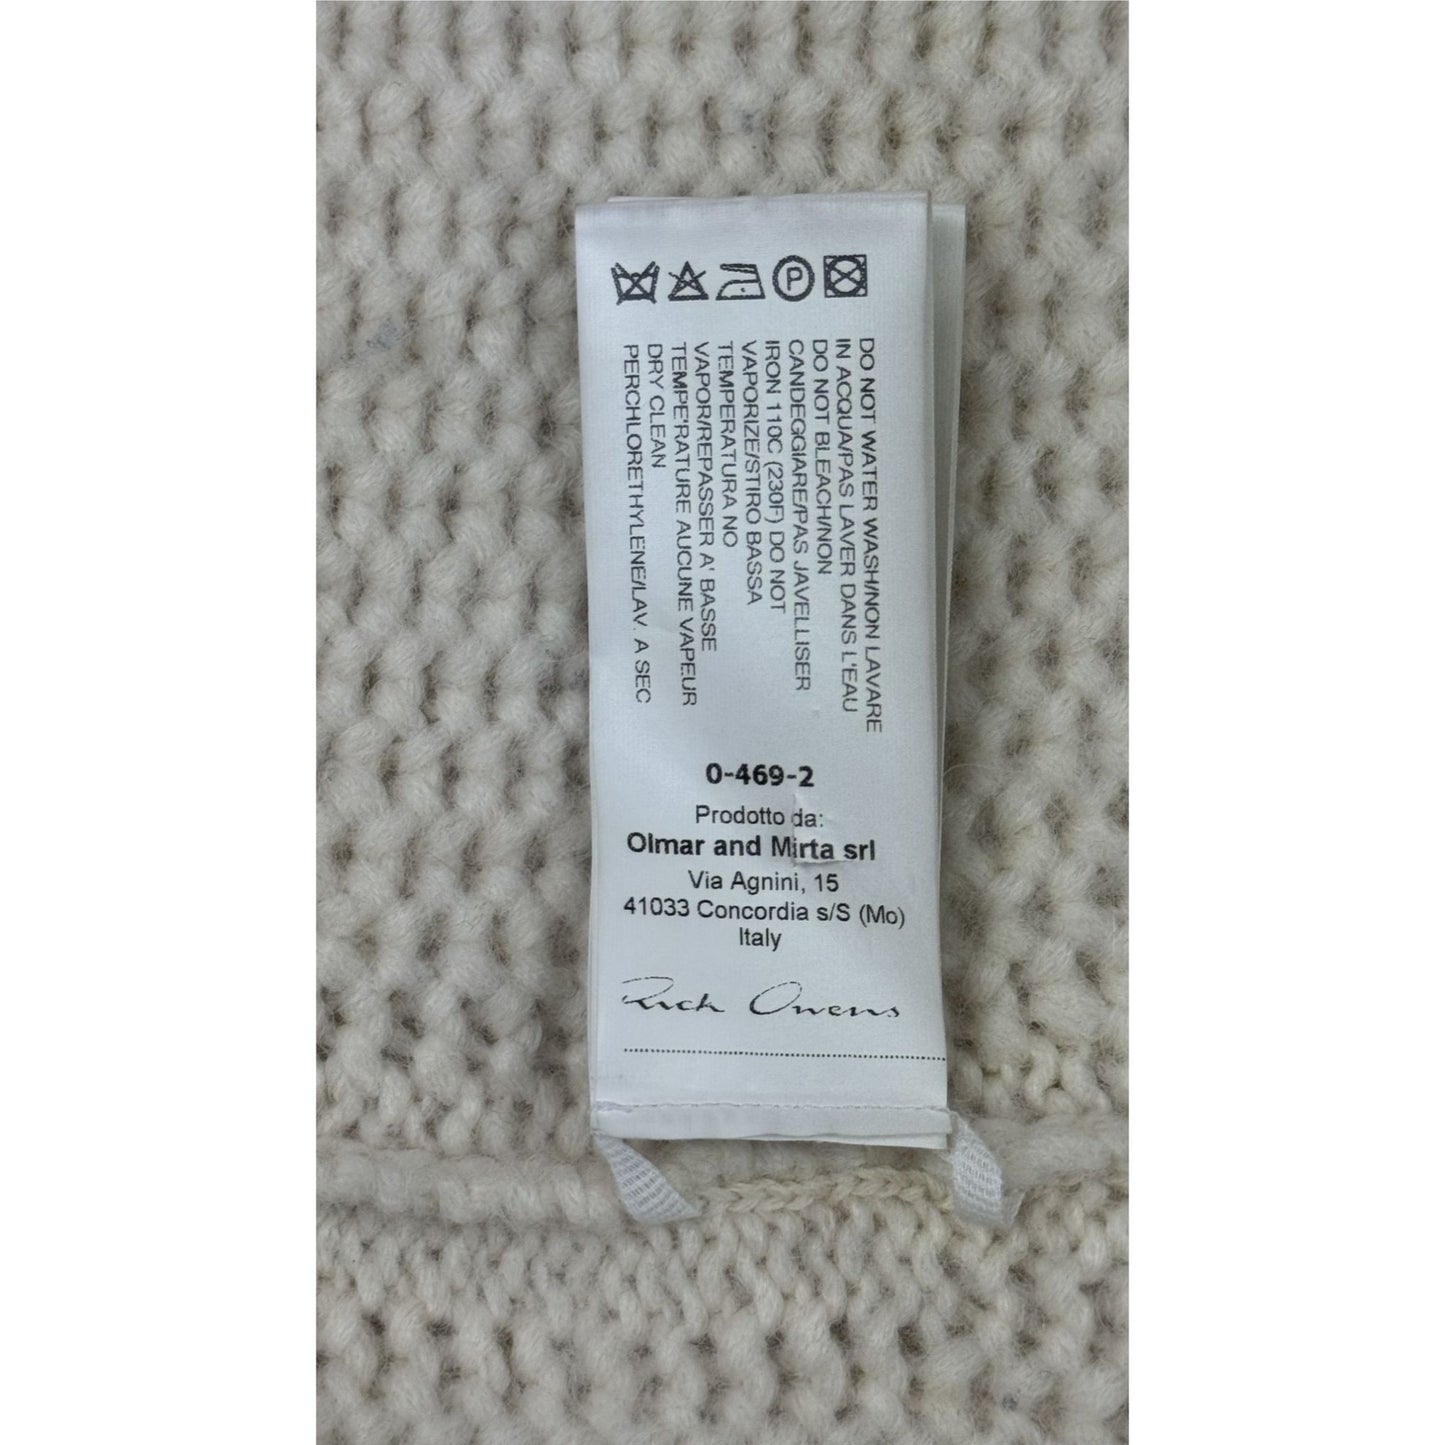 P
DO NOT WATER WASH/NON LAVARE
IN ACQUA/PAS LAVER DANS L'EAU
DO NOT BLEACH/NON
CANDEGGIARE/PAS JAVELLISER
IRON 110C (230F) DO NOT
VAPORIZE/STIRO BASSA
TEMPERATURA NO
VAPOR/REPASSER A' BASSE
TEMPE'RATURE AUCUNE VAPEUR
DRY CLEAN
PERCHLORETHYLENE/LAV. A SEC
0-469-2
Prodotto da:
Olmar and Mirta srl
Via Agnini, 15
41033 Concordia s/S (Mo)
Italy
Rick Owens